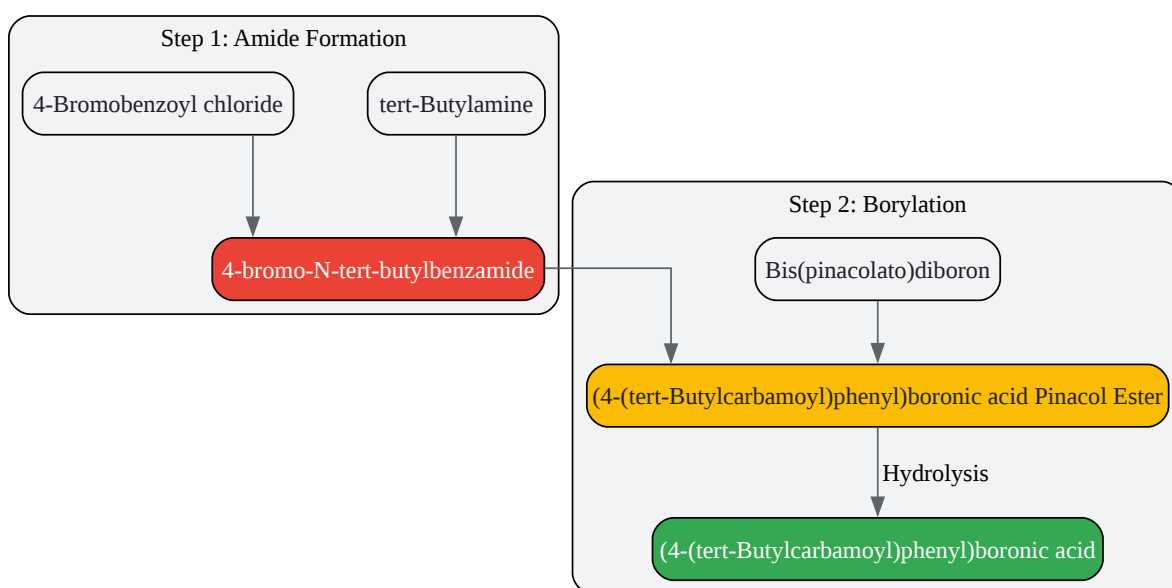 Step 1: Amide Formation
4-Bromobenzoyl chloride
tert-Butylamine
4-bromo-N-tert-butylbenzamide
Step 2: Borylation
Bis(pinacolato)diboron
(4-(tert-Butylcarbamoyl)phenyl)boronic acid Pinacol Ester
Hydrolysis
(4-(tert-Butylcarbamoyl)phenyl)boronic acid